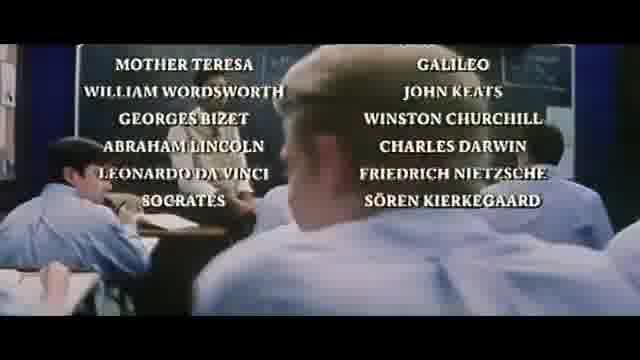 MOTHER TERESA
WILLIAM WORDSWORTH
GEORGES BIZET
ABRAHAM LINCOLN
LEONARDO DA VINCI
SOCRATES
GALILEO
JOHN KEATS
WINSTON CHURCHILL
CHARLES DARWIN
FRIEDRICH NIETZSCHE
SÖREN KIERKEGAARD